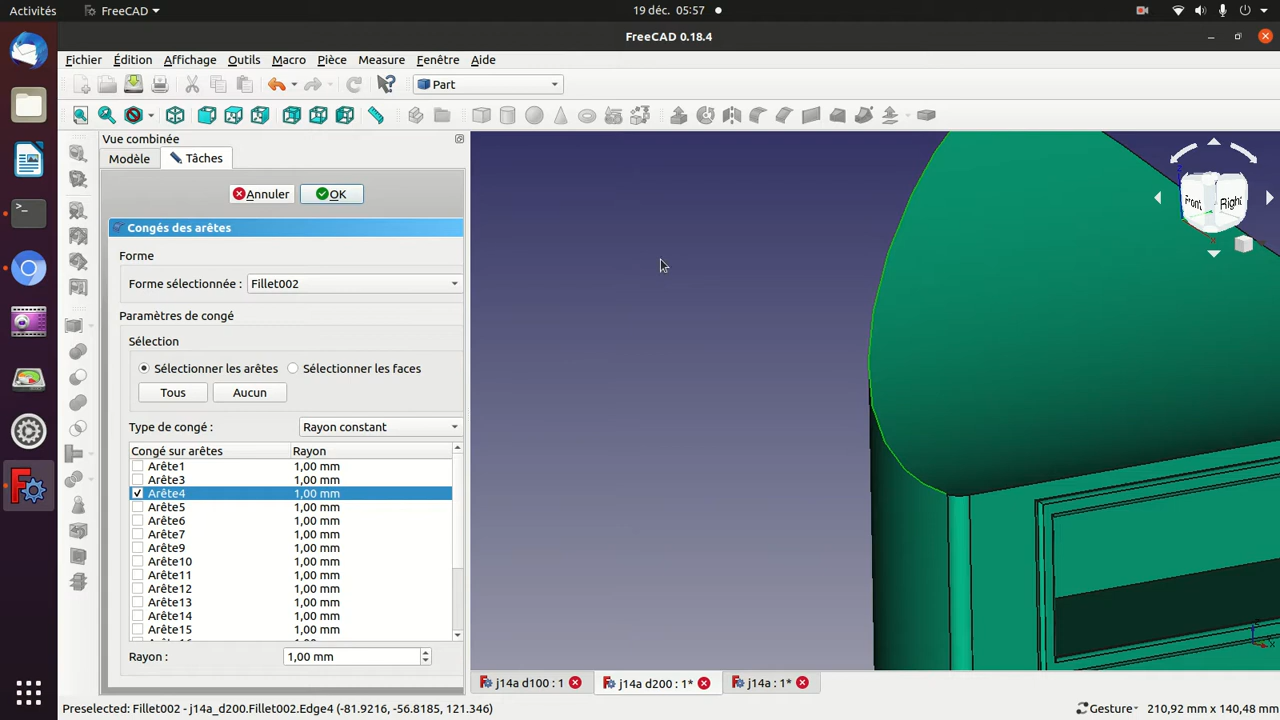 Activités
FreeCAD
19 déc. 05:57
FreeCAD 0.18.4
Fichier Édition Affichage Outils Macro Pièce Mesure Fenêtre Aide
Part
Vue combinée
Modèle
Tâches
Annuler
OK
Congés des arêtes
Forme
Forme sélectionnée :
Fillet002
Paramètres de congé
Sélection
Sélectionner les arêtes
Sélectionner les faces
Tous
Aucun
Type de congé :
Rayon constant
Congé sur arêtes Rayon
Arête1 1,00 mm
Arête3 1,00 mm
Arête4 1,00 mm
Arête5 1,00 mm
Arête6 1,00 mm
Arête7 1,00 mm
Arête9 1,00 mm
Arête10 1,00 mm
Arête11 1,00 mm
Arête12 1,00 mm
Arête13 1,00 mm
Arête14 1,00 mm
Arête15 1,00 mm
Rayon : 1,00 mm
Front
Right
j14a d100 : 1
j14a d200 : 1*
j14a : 1*
Preselected: Fillet002 - j14a_d200.Fillet002.Edge4 (-81.9216, -56.8185, 121.346)
Gesture
210,92 mm x 140,48 mm